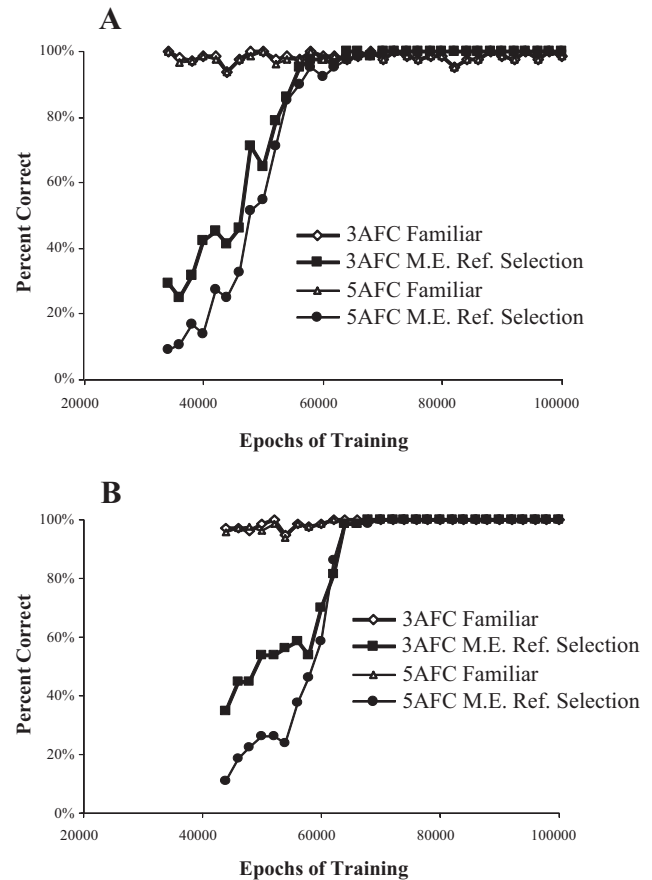 A
100%
80%
60%
40%
20%
0%
Percent Correct
3AFC Familiar
3AFC M.E. Ref. Selection
5AFC Familiar
5AFC M.E. Ref. Selection
20000 40000 60000 80000 100000
Epochs of Training
B
100%
80%
60%
40%
20%
0%
Percent Correct
3AFC Familiar
3AFC M.E. Ref. Selection
5AFC Familiar
5AFC M.E. Ref. Selection
20000 40000 60000 80000 100000
Epochs of Training